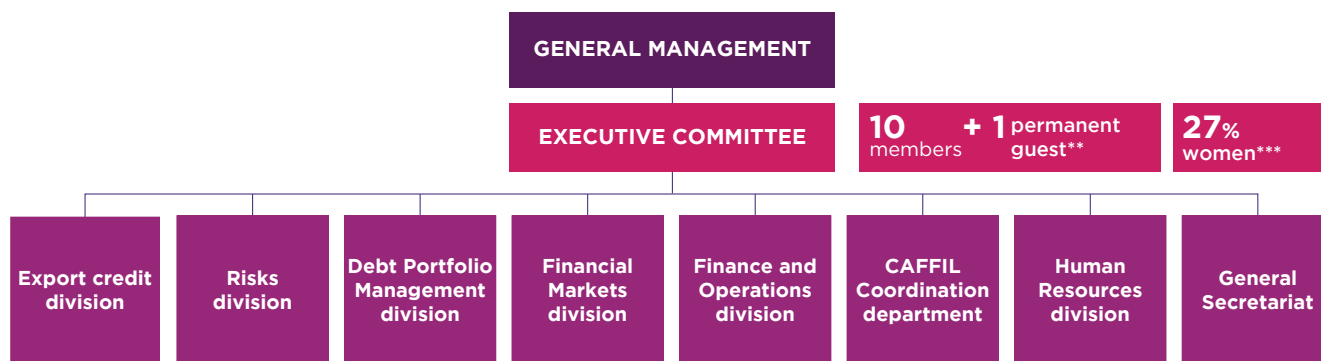 GENERAL MANAGEMENT
EXECUTIVE COMMITTEE
10 + 1 permanent
members guest**
27%
women***
Export credit
division
Risks
division
Debt Portfolio
Management
division
Financial
Markets
division
Finance and
Operations
division
CAFFIL
Coordination
department
Human
Resources
division
General
Secretariat